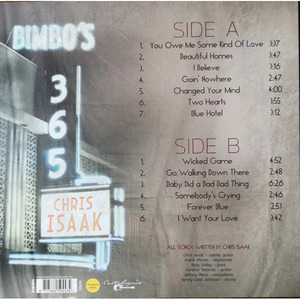 BIMBO'S
365
CHRIS
ISAAK
SIDE A
1. You Owe Me Some Kind Of Love 3:37
2. Beautiful Homes 3:47
3. I Believe 3:16
4. Goin' Nowhere 2:47
5. Changed Your Mind 4:00
6. Two Hearts 3:55
7. Blue Hotel 3:12
SIDE B
1. Wicked Game 4:52
2. Go Walking Down There 2:48
3. Baby Did a Bad Bad Thing 6:26
4. Somebody's Crying 2:46
5. Forever Blue 2:51
6. I Want Your Love 3:42
ALL SONGS WRITTEN BY CHRIS ISAAK